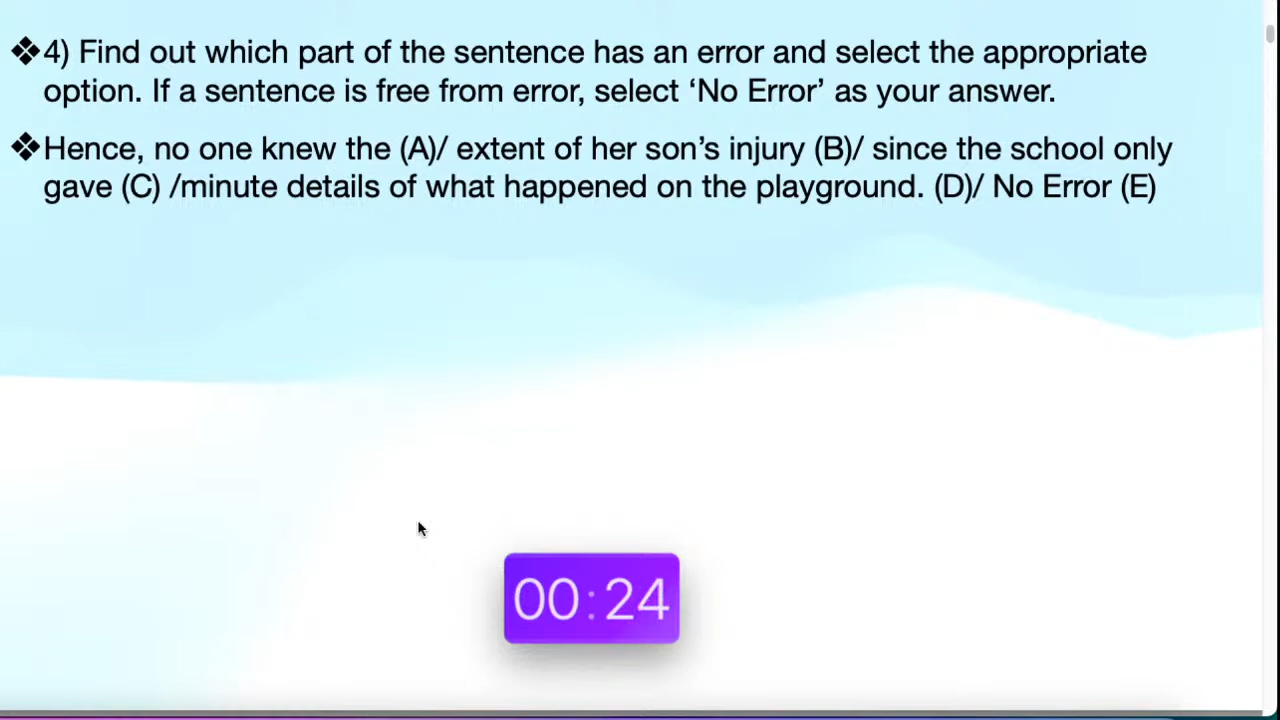 ❖4) Find out which part of the sentence has an error and select the appropriate
option. If a sentence is free from error, select ‘No Error’ as your answer.
❖Hence, no one knew the (A)/ extent of her son’s injury (B)/ since the school only
gave (C) /minute details of what happened on the playground. (D)/ No Error (E)
00:24